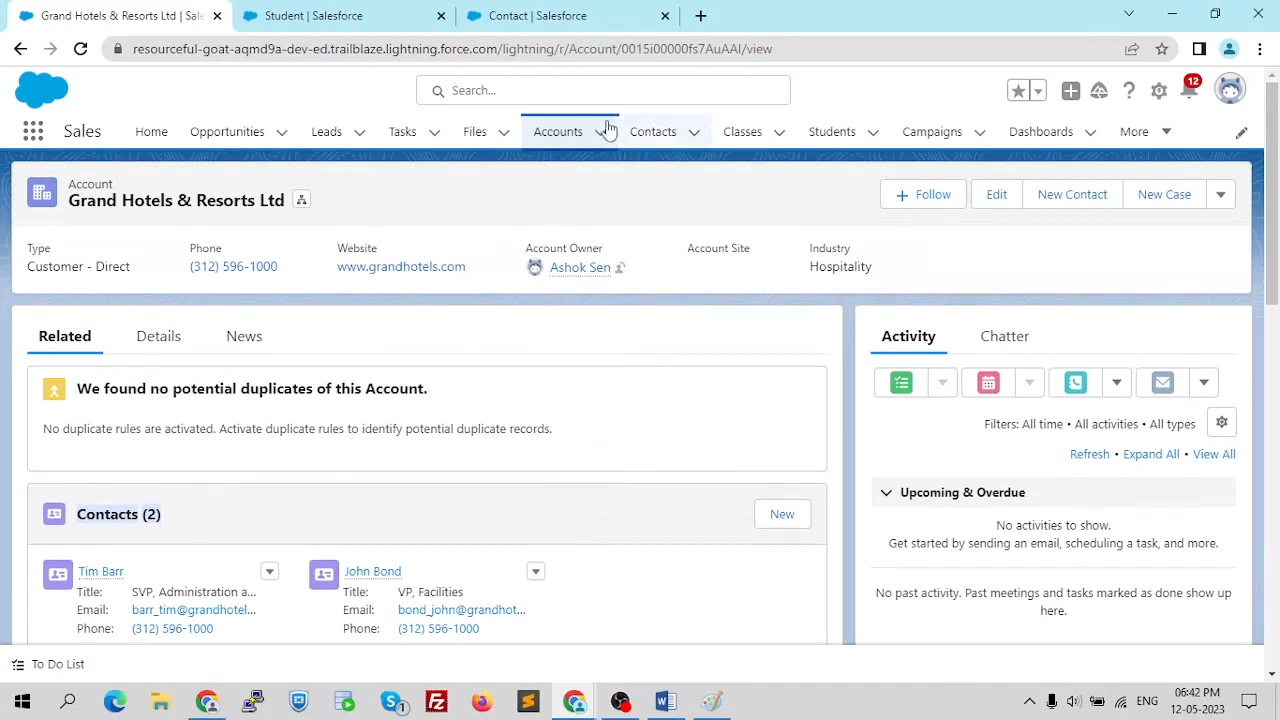 Grand Hotels & Resorts Ltd | Sale
Student | Salesforce
Contact | Salesforce
resourceful-goat-aqmd9a-dev-ed.trailblaze.lightning.force.com/lightning/r/Account/0015i00000fs7AuAAI/view
Search...
12
Sales
Home
Opportunities
Leads
Tasks
Files
Accounts
Contacts
Classes
Students
Campaigns
Dashboards
More
Account
Grand Hotels & Resorts Ltd
Follow
Edit
New Contact
New Case
Type
Phone
Website
Account Owner
Account Site
Industry
Customer - Direct
(312) 596-1000
www.grandhotels.com
Ashok Sen
Hospitality
Related
Details
News
We found no potential duplicates of this Account.
No duplicate rules are activated. Activate duplicate rules to identify potential duplicate records.
Contacts (2)
New
Tim Barr
Title: SVP, Administration a...
Email: barr_tim@grandhotel...
Phone: (312) 596-1000
John Bond
Title: VP, Facilities
Email: bond_john@grandhot...
Phone: (312) 596-1000
Activity
Chatter
Filters: All time • All activities • All types
Refresh • Expand All • View All
Upcoming & Overdue
No activities to show.
Get started by sending an email, scheduling a task, and more.
No past activity. Past meetings and tasks marked as done show up
here.
To Do List
1
ENG
06:42 PM
12-05-2023